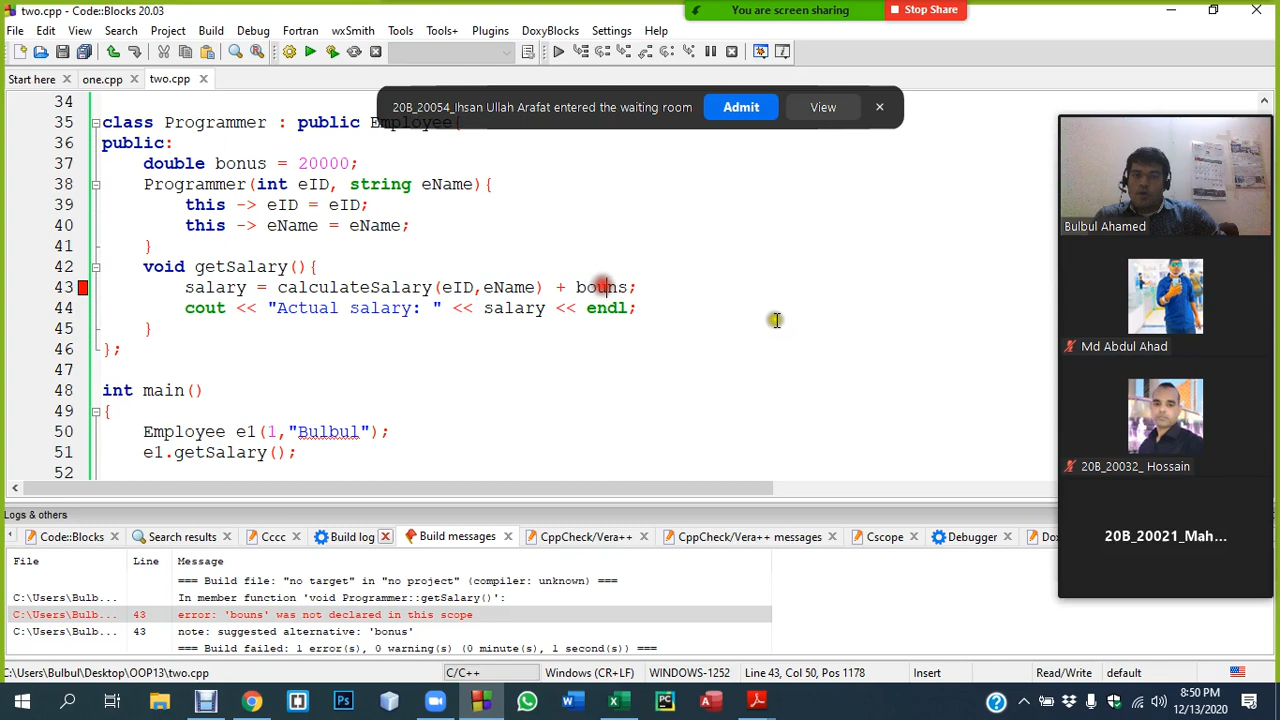 two.cpp - Code::Blocks 20.03
You are screen sharing
Stop Share
File Edit View Search Project Build Debug Fortran wxSmith Tools Tools+ Plugins DoxyBlocks Settings Help
Start here one.cpp two.cpp
20B_20054_Ihsan Ullah Arafat entered the waiting room Admit View
34
35 class Programmer : public Employee{
36 public:
37 double bonus = 20000;
38 Programmer(int eID, string eName){
39 this -> eID = eID;
40 this -> eName = eName;
41 }
42 void getSalary(){
43 salary = calculateSalary(eID,eName) + bouns;
44 cout << "Actual salary: " << salary << endl;
45 }
46 };
47
48 int main()
49 {
50 Employee e1(1,"Bulbul");
51 e1.getSalary();
52
Bulbul Ahamed
Md Abdul Ahad
20B_20032_ Hossain
20B_20021_Mah...
Logs & others
Code::Blocks Search results Cccc Build log Build messages CppCheck/Vera++ CppCheck/Vera++ messages Cscope Debugger Do
File Line Message
=== Build file: "no target" in "no project" (compiler: unknown) ===
C:\Users\Bulb... In member function 'void Programmer::getSalary()':
C:\Users\Bulb... 43 error: 'bouns' was not declared in this scope
C:\Users\Bulb... 43 note: suggested alternative: 'bonus'
=== Build failed: 1 error(s), 0 warning(s) (0 minute(s), 1 second(s)) ===
C:\Users\Bulbul\Desktop\OOP13\two.cpp C/C++ Windows (CR+LF) WINDOWS-1252 Line 43, Col 50, Pos 1178 Insert Read/Write default
8:50 PM
12/13/2020